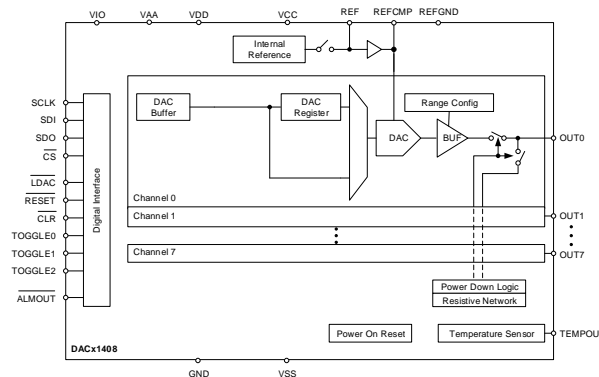 VIO VAA VDD VCC REF REFCMP REFGND
Internal
Reference
DAC
Buffer
DAC
Register
Range Config
DAC
BUF
OUT0
Channel 0
Channel 1
OUT1
Channel 7
OUT7
SCLK
SDI
SDO
CS
LDAC
RESET
CLR
TOGGLE0
TOGGLE1
TOGGLE2
ALMOUT
Digital Interface
Power Down Logic
Resistive Network
Power On Reset
Temperature Sensor
TEMPOU
DACx1408
GND VSS